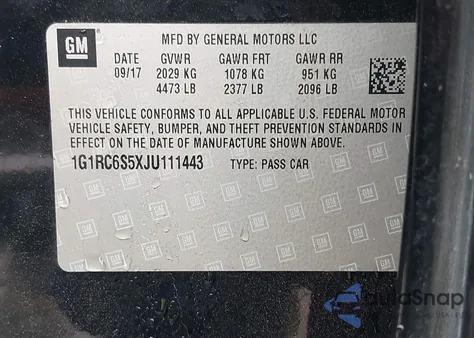 GM
MFD BY GENERAL MOTORS LLC
DATE GVWR GAWR FRT GAWR RR
09/17 2029 KG 1078 KG 951 KG
4473 LB 2377 LB 2096 LB
THIS VEHICLE CONFORMS TO ALL APPLICABLE U.S. FEDERAL MOTOR
VEHICLE SAFETY, BUMPER, AND THEFT PREVENTION STANDARDS IN
EFFECT ON THE DATE OF MANUFACTURE SHOWN ABOVE.
1G1RC6S5XJU111443 TYPE: PASS CAR
AutoSnap